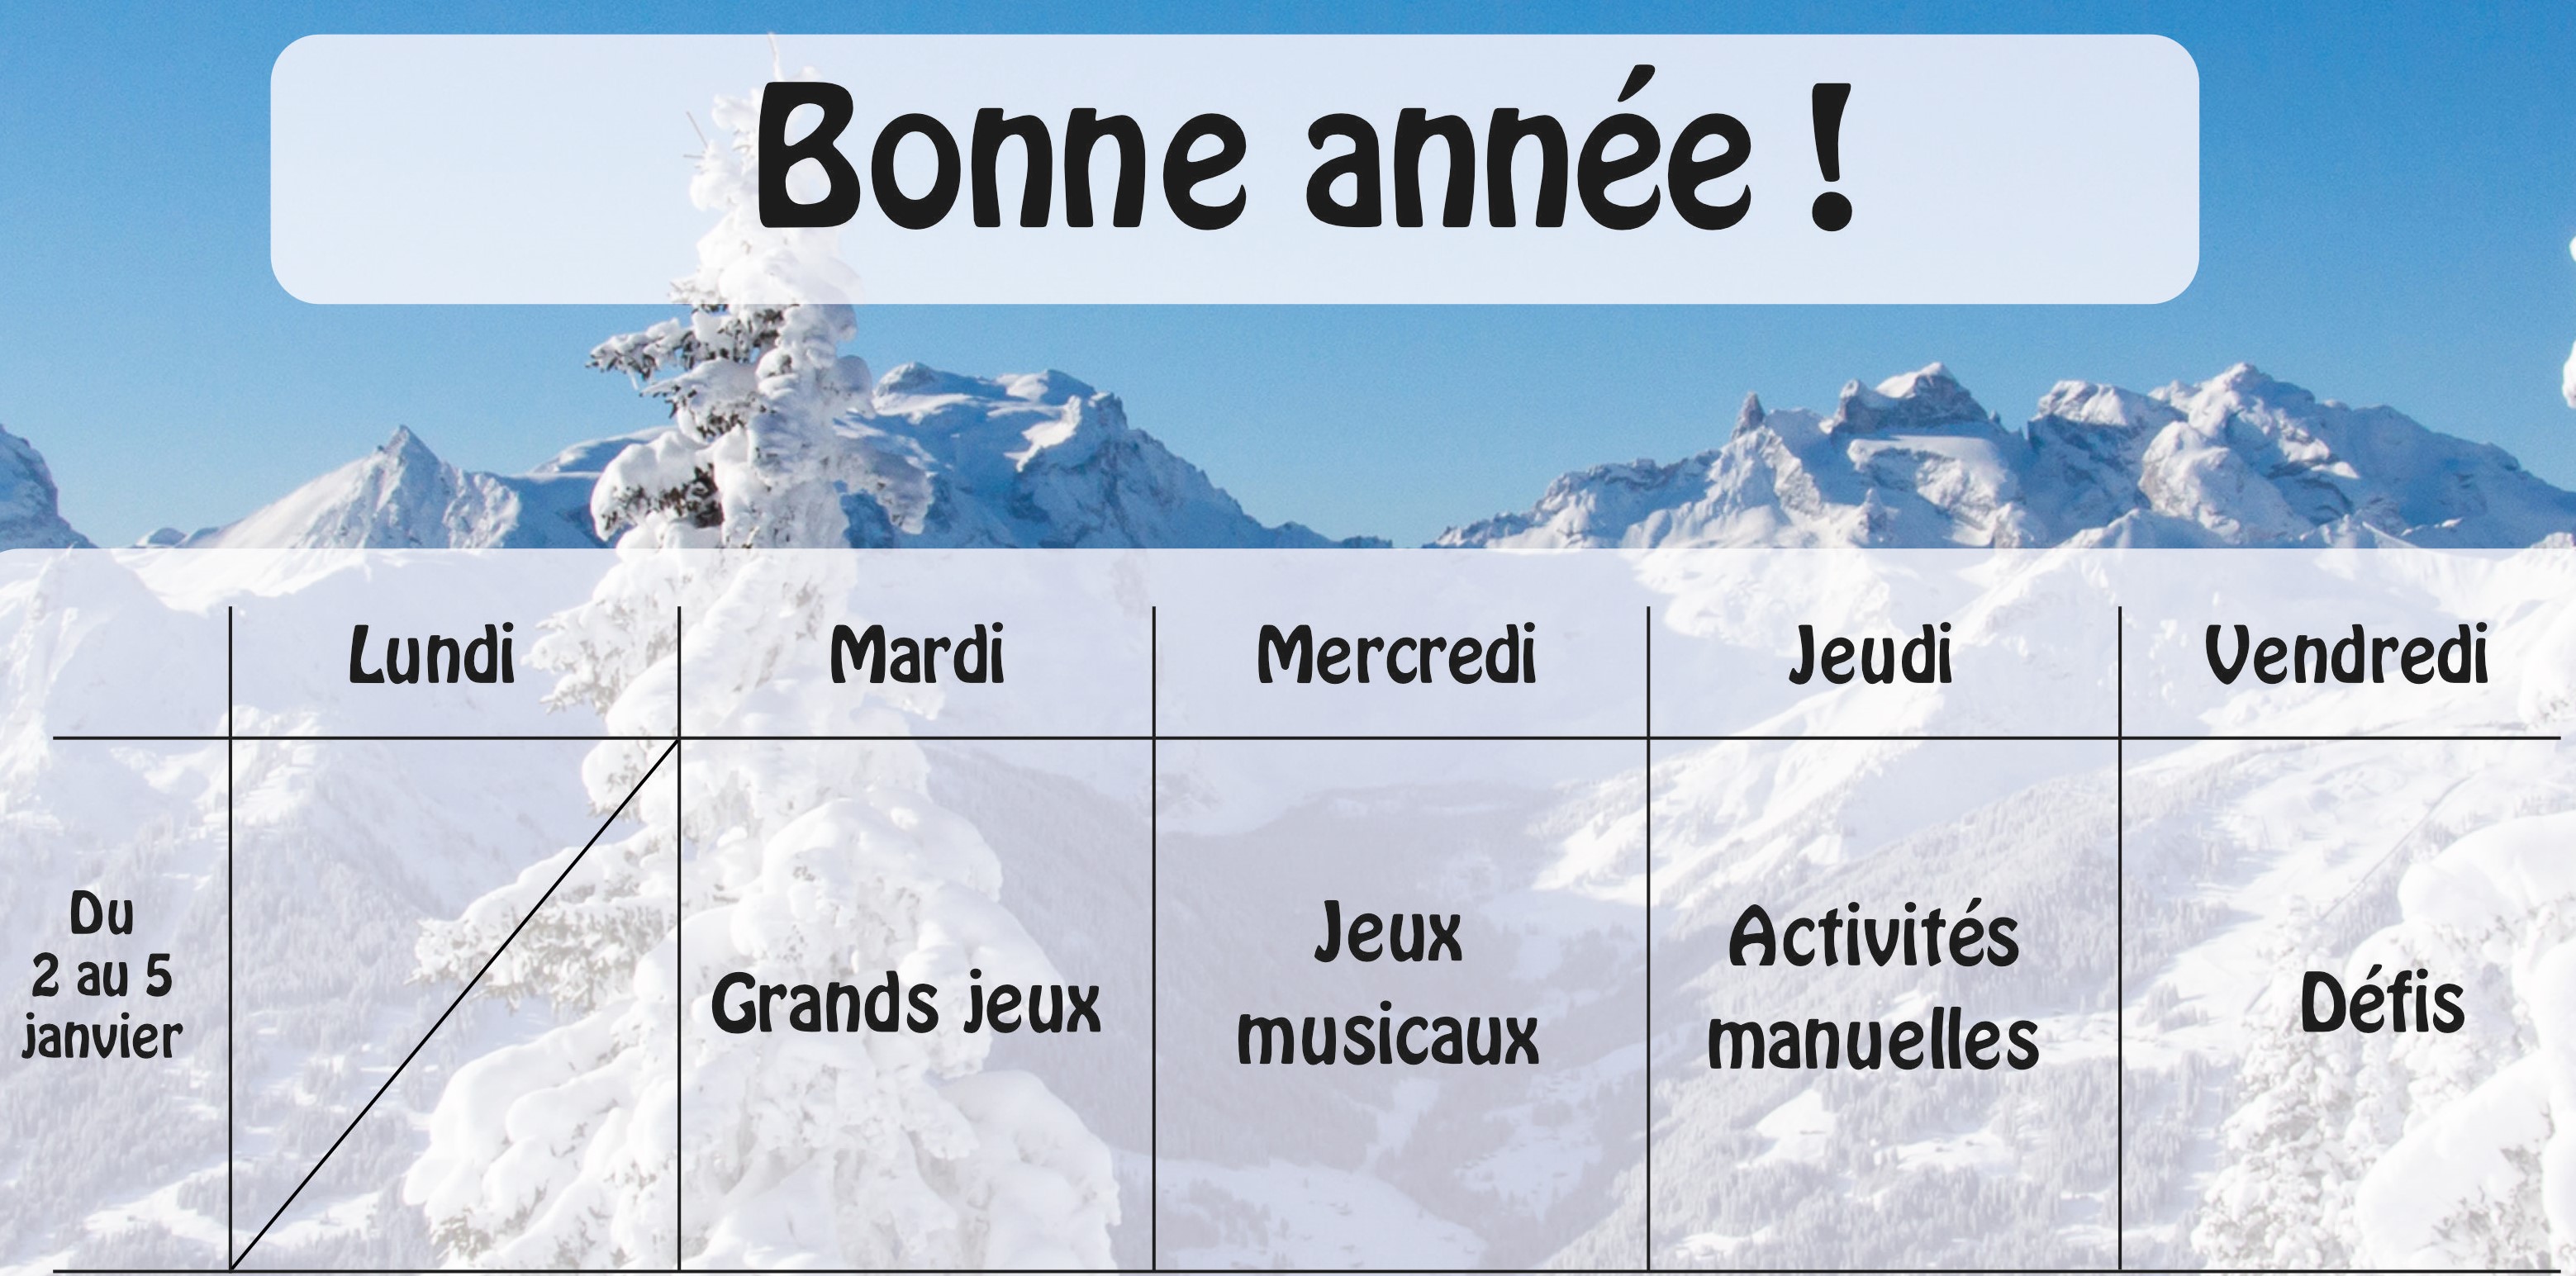 Bonne année !
Lundi Mardi Mercredi Jeudi Vendredi
Du
2 au 5
janvier
Grands jeux
Jeux
musicaux
Activités
manuelles
Défis